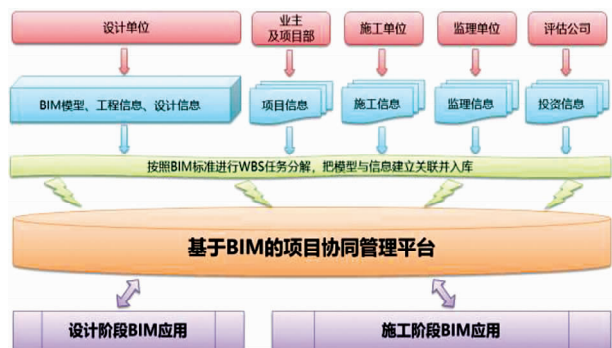 设计单位
业主
及项目部
施工单位
监理单位
评估公司
BIM模型、工程信息、设计信息
项目信息
施工信息
监理信息
投资信息
按照BIM标准进行WBS任务分解，把模型与信息建立关联并入库
基于BIM的项目协同管理平台
设计阶段BIM应用
施工阶段BIM应用